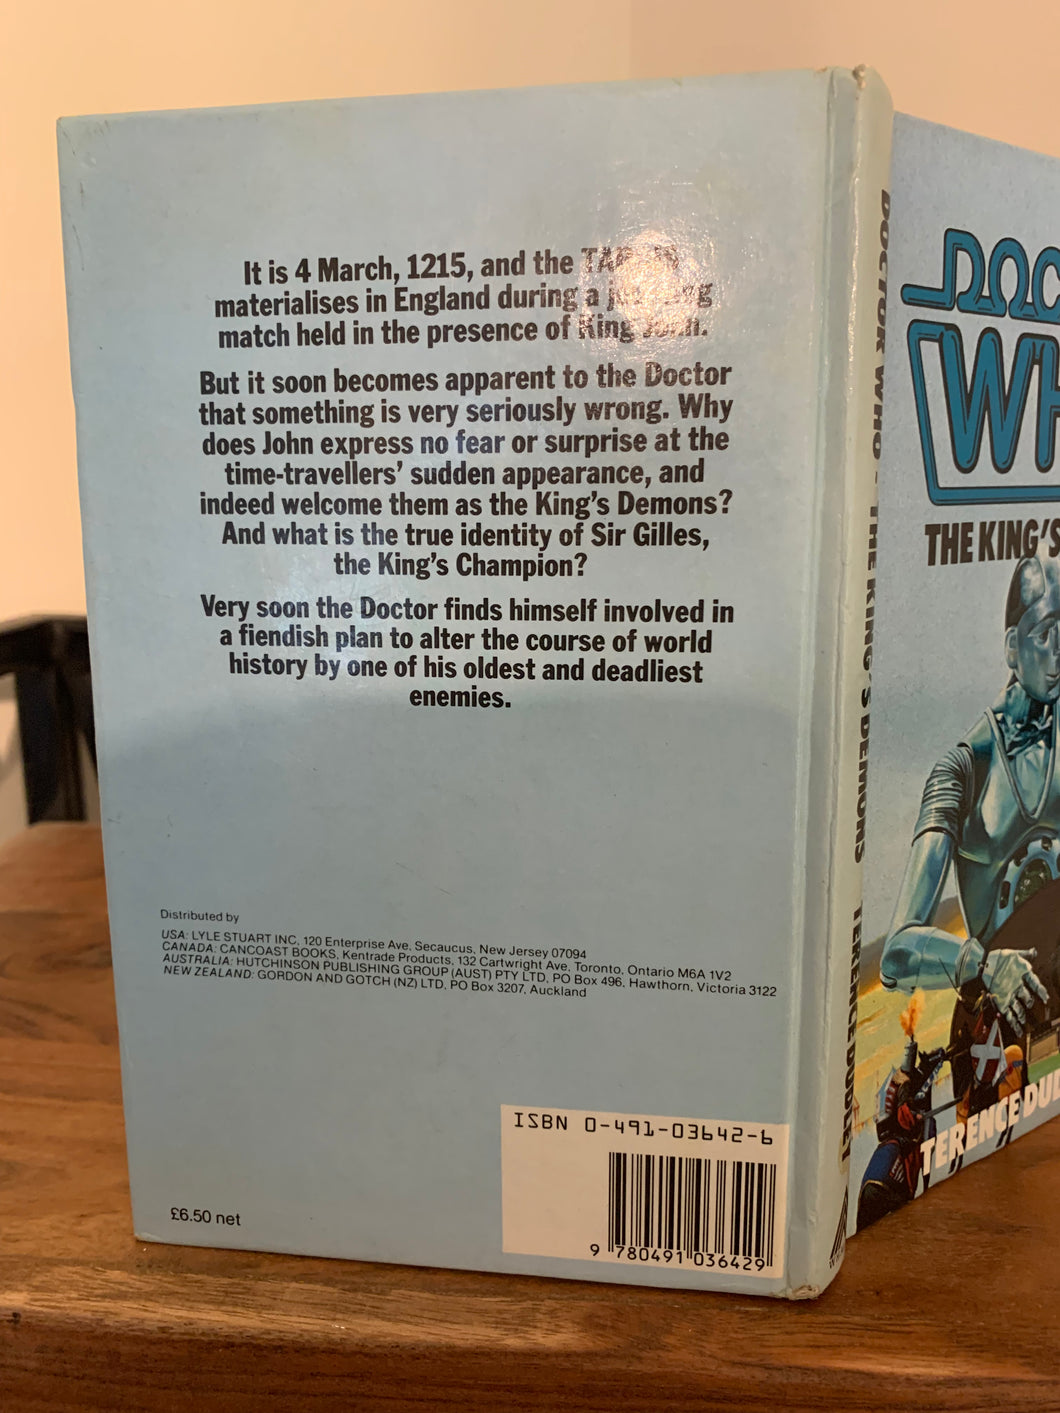 It is 4 March, 1215, and the TARDIS
materialises in England during a jousting
match held in the presence of King John.
But it soon becomes apparent to the Doctor
that something is very seriously wrong. Why
does John express no fear or surprise at the
time-travellers' sudden appearance, and
indeed welcome them as the King's Demons?
And what is the true identity of Sir Gilles,
the King's Champion?
Very soon the Doctor finds himself involved in
a fiendish plan to alter the course of world
history by one of his oldest and deadliest
enemies.
Distributed by
USA: LYLE STUART INC, 120 Enterprise Ave, Secaucus, New Jersey 07094
CANADA: CANCOAST BOOKS, Kentrade Products, 132 Cartwright Ave, Toronto, Ontario M6A 1V2
AUSTRALIA: HUTCHINSON PUBLISHING GROUP (AUST) PTY LTD, PO Box 496, Hawthorn, Victoria 3122
NEW ZEALAND: GORDON AND GOTCH (NZ) LTD, PO Box 3207, Auckland
£6.50 net
ISBN 0-491-03642-6
9 780491 036429
DOCTOR WHO - THE KING'S DEMONS TERENCE DUDLEY
DOC
WH
THE KING'S
TERENCE DUD